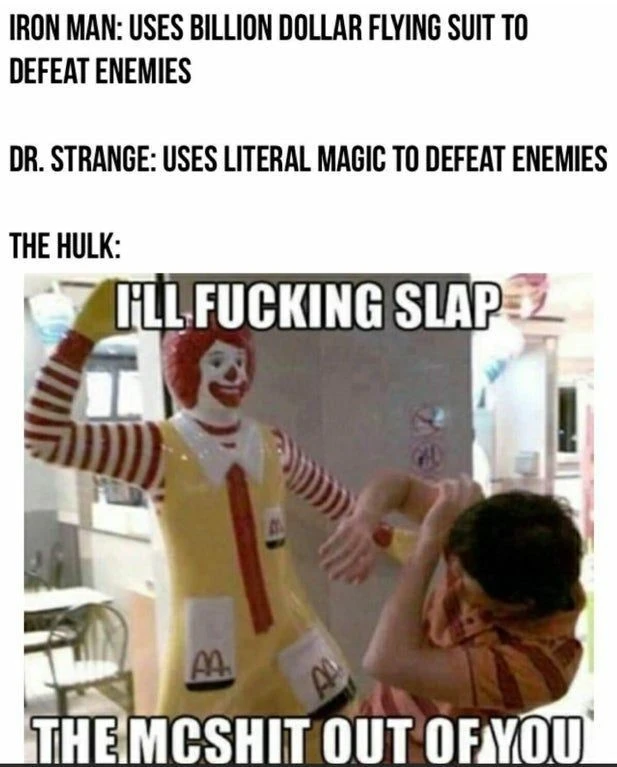 IRON MAN: USES BILLION DOLLAR FLYING SUIT TO
DEFEAT ENEMIES
DR. STRANGE: USES LITERAL MAGIC TO DEFEAT ENEMIES
THE HULK:
I'LL FUCKING SLAP
THE MCSHIT OUT OF YOU